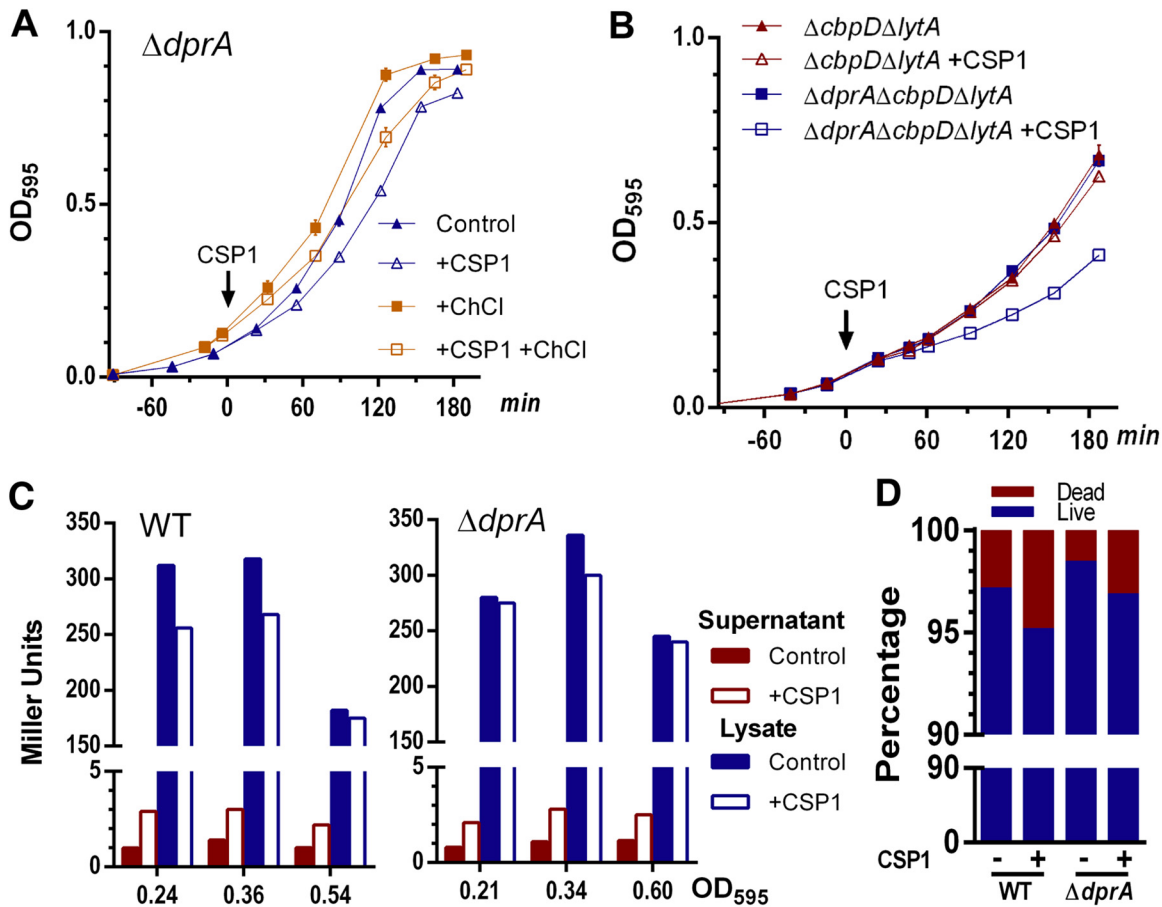 A
ΔdprA
1.0
0.5
0.0
OD595
CSP1
Control
+CSP1
+ChCl
+CSP1 +ChCl
-60 0 60 120 180 min
B
ΔcbpDΔlytA
ΔcbpDΔlytA +CSP1
ΔdprAΔcbpDΔlytA
ΔdprAΔcbpDΔlytA +CSP1
1.0
0.5
0.0
OD595
CSP1
-60 0 60 120 180 min
C
WT
350
300
250
200
150
5
0
Miller Units
0.24 0.36 0.54
ΔdprA
350
300
250
200
150
5
0
0.21 0.34 0.60 OD595
Supernatant
Control
+CSP1
Lysate
Control
+CSP1
D
Dead
Live
100
95
90
90
0
Percentage
CSP1 - + - +
WT ΔdprA